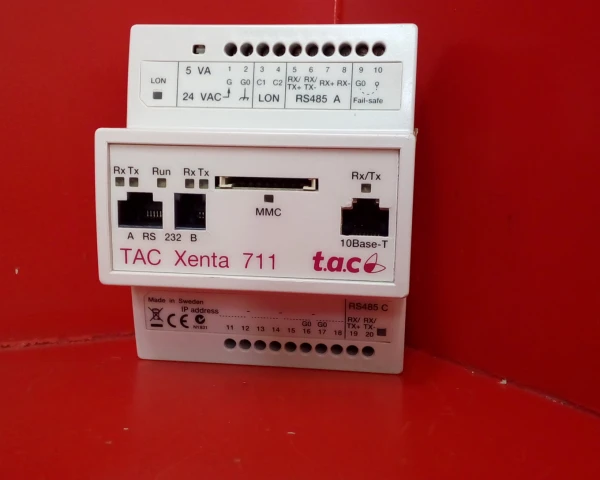 5 VA 1 2 3 4 5 6 7 8 9 10
LON
G G0 C1 C2 RX/ TX+ RX/ TX- RX+ RX- G0
24 VAC LON RS485 A Fail-safe
Rx Tx Run Rx Tx Rx/Tx
MMC
A RS 232 B 10Base-T
TAC Xenta 711 t.a.c
Made in Sweden RS485 C
IP address
G0 G0 RX/ TX+ RX/ TX-
11 12 13 14 15 16 17 18 19 20